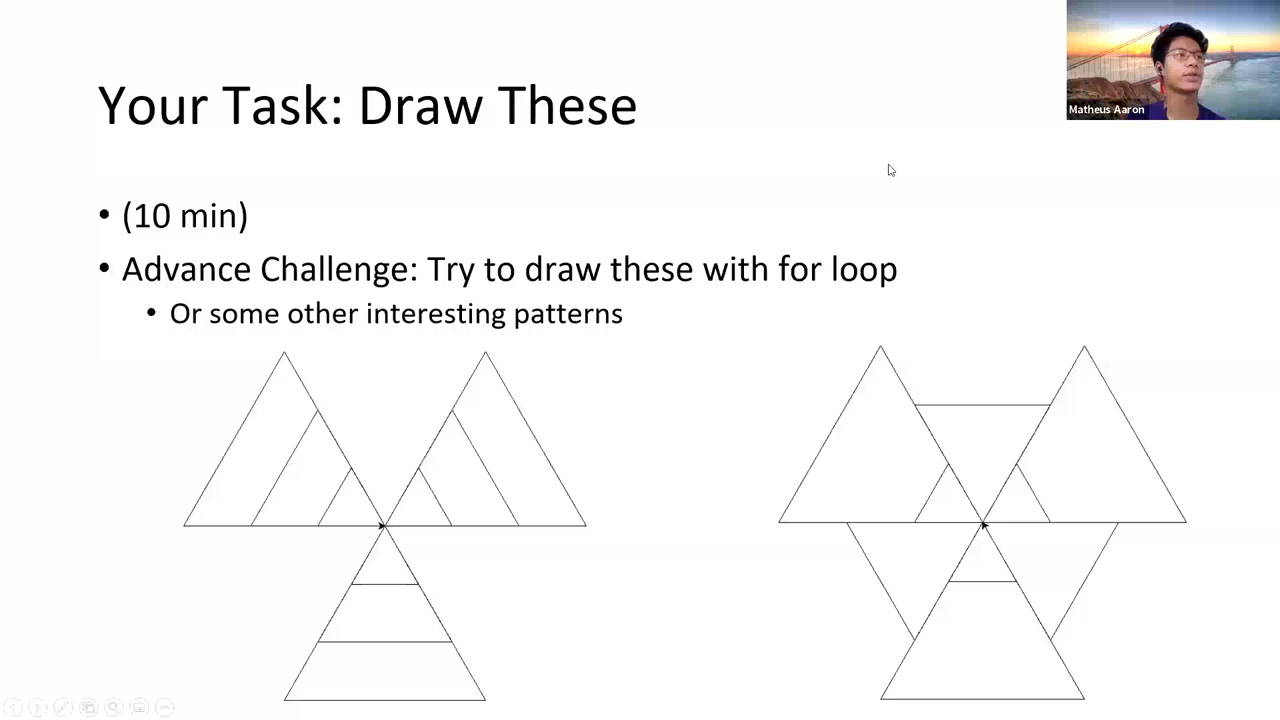 Matheus Aaron
Your Task: Draw These
• (10 min)
• Advance Challenge: Try to draw these with for loop
• Or some other interesting patterns